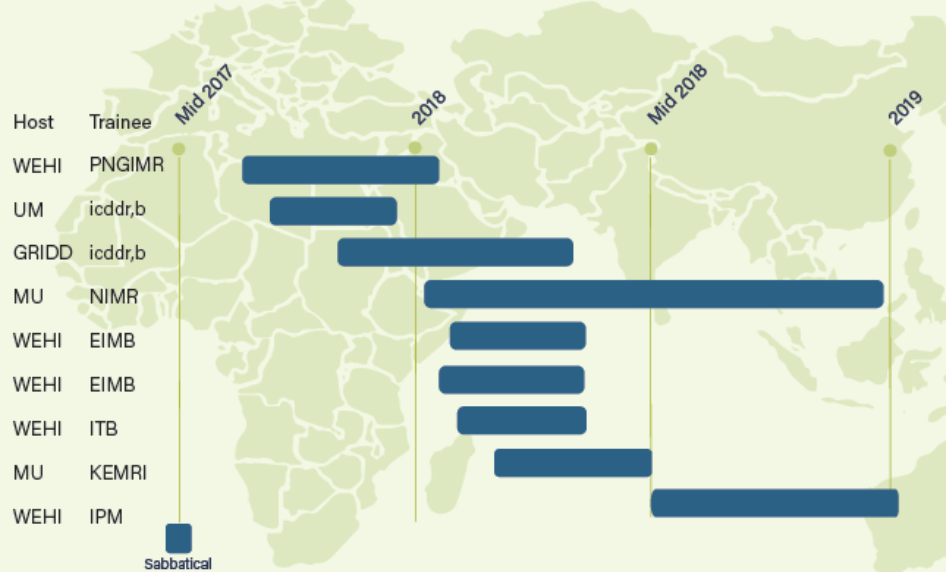 Mid 2017
2018
Mid 2018
2019
Host Trainee
WEHI PNGIMR
UM icddr,b
GRIDD icddr,b
MU NIMR
WEHI EIMB
WEHI EIMB
WEHI ITB
MU KEMRI
WEHI IPM
Sabbatical